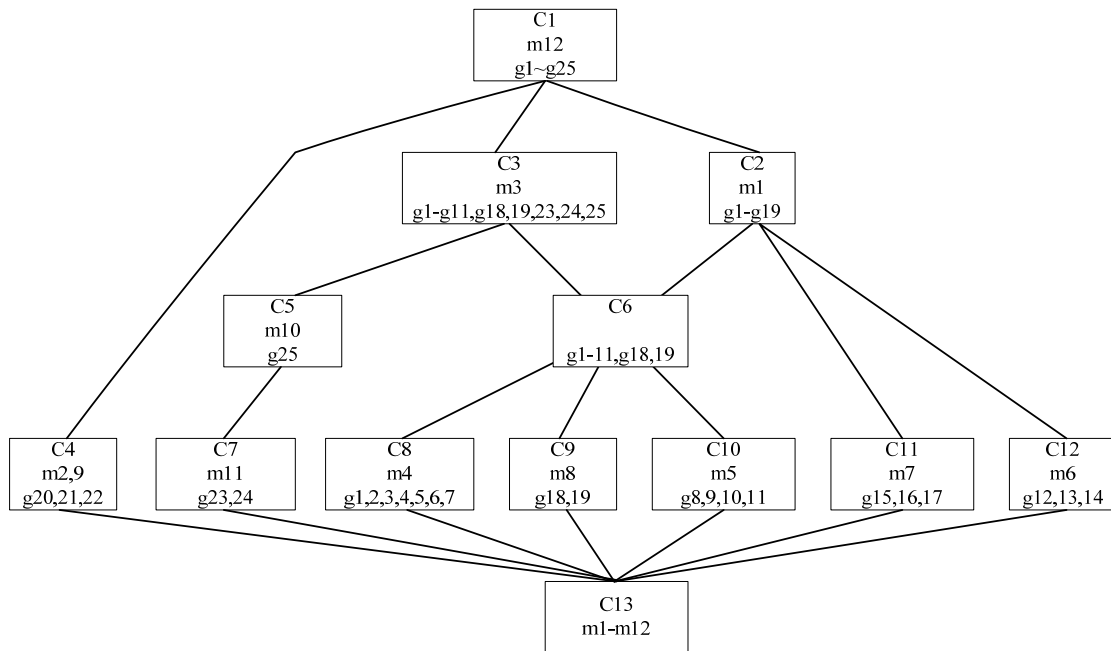 C1
m12
g1~g25
C3
m3
g1-g11,g18,19,23,24,25
C2
m1
g1-g19
C5
m10
g25
C6
g1-11,g18,19
C4
m2,9
g20,21,22
C7
m11
g23,24
C8
m4
g1,2,3,4,5,6,7
C9
m8
g18,19
C10
m5
g8,9,10,11
C11
m7
g15,16,17
C12
m6
g12,13,14
C13
m1-m12